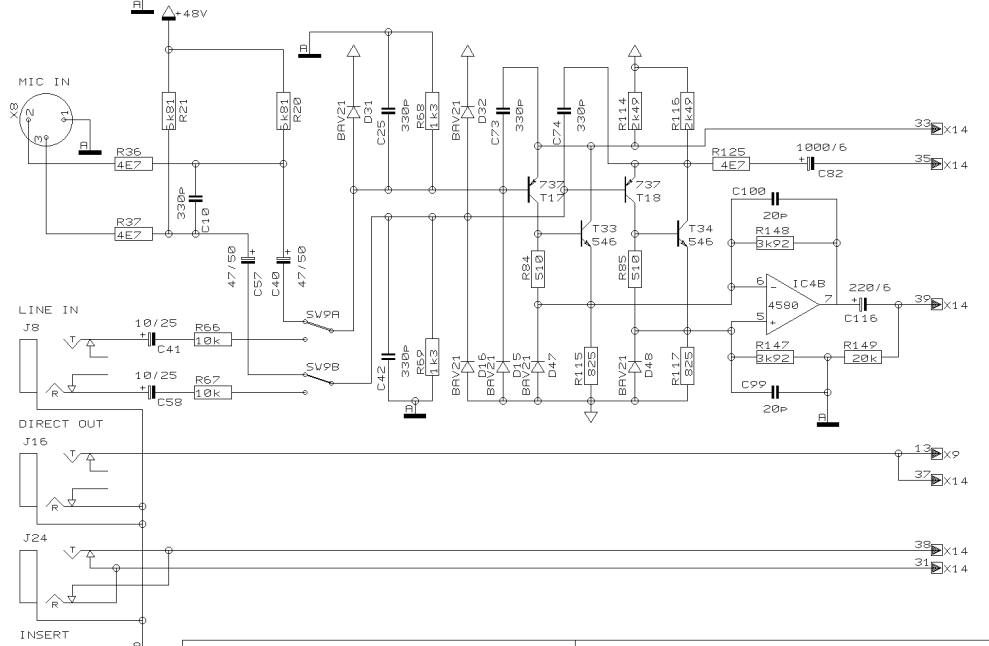 A
+48V
A
MIC IN
X8
2
1
3
A
R36
4E7
R37
4E7
6k81
R21
6k81
R20
330p
C10
47/50
C57
C40
47/50
BAV21
D31
C25
330p
R68
1k3
BAV21
D32
C73
330p
C74
330p
R114
2k49
R116
2k49
33
X14
R125
4E7
1000/6
+
C82
35
X14
737
T17
737
T18
T33
546
T34
546
R84
510
R85
510
C100
20p
R148
3k92
6
-
5
+
IC4B
4580
7
220/6
+
C116
39
X14
R147
3k92
R149
20k
C99
20p
A
LINE IN
J8
T
R
10/25
+
C41
R66
10k
10/25
+
C58
R67
10k
SW9A
SW9B
C42
330p
R69
1k3
A
BAV21
D16
BAV21
D15
BAV21
D47
R115
825
BAV21
D48
R117
825
DIRECT OUT
J16
T
R
13
X9
37
X14
J24
T
R
38
X14
31
X14
INSERT
A